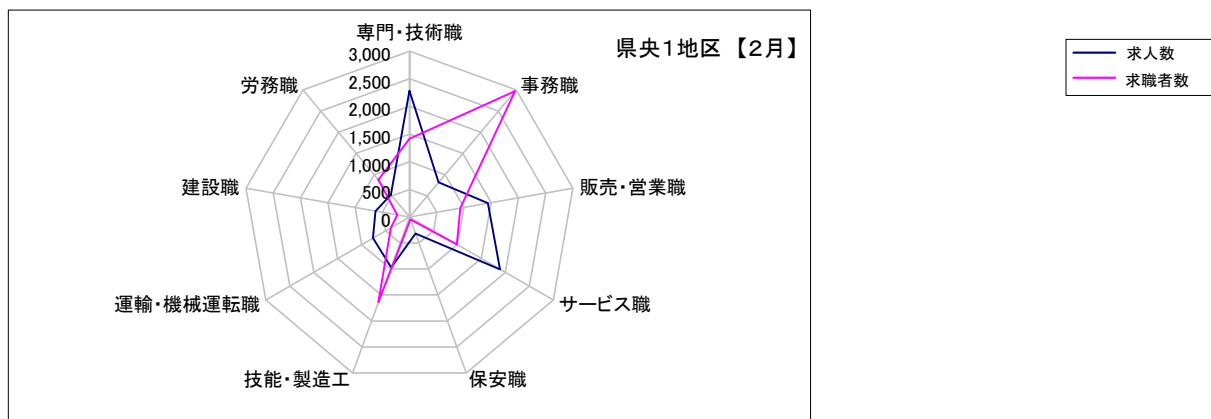 県央1地区 【2月】
専門・技術職
事務職
販売・営業職
サービス職
保安職
技能・製造工
運輸・機械運転職
建設職
労務職
3,000
2,500
2,000
1,500
1,000
500
0
求人数
求職者数